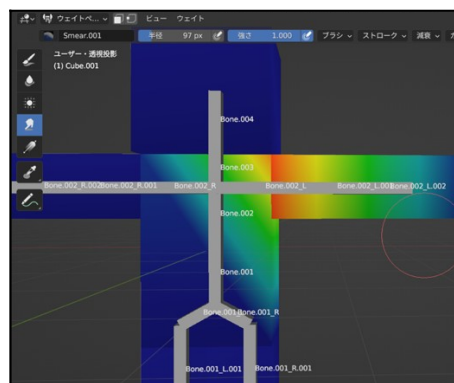 ウェイトペ... ビュー ウェイト
Smear.001 半径 97 px 強さ 1.000 ブラシ ストローク 減衰
ユーザー・透視投影
(1) Cube.001
Bone.004
Bone.003
Bone.002_R.002 Bone.002_R.001 Bone.002_R Bone.002_L Bone.002_L.001 Bone.002_L.002
Bone.002
Bone.001
Bone.001 Bone.001_R
Bone.001_L.001 Bone.001_R.001